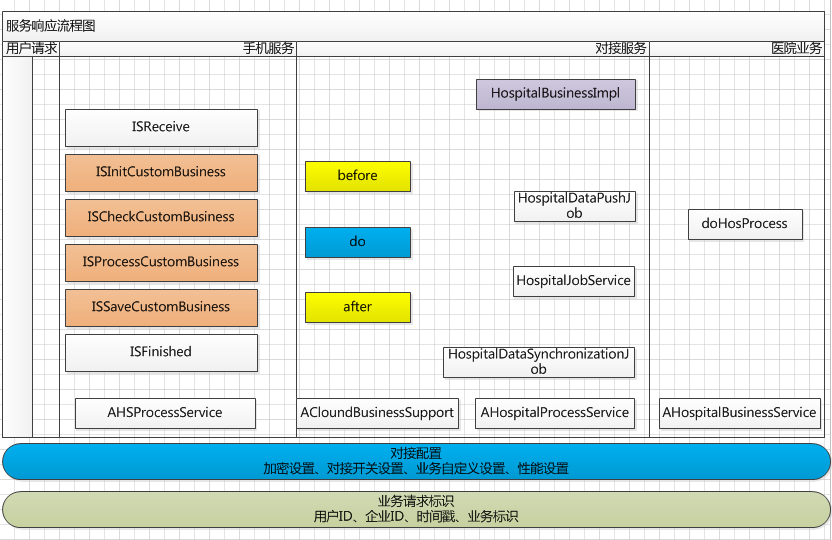 服务响应流程图
用户请求
手机服务
对接服务
医院业务
HospitalBusinessImpl
ISReceive
ISInitCustomBusiness
before
ISCheckCustomBusiness
HospitalDataPushJ
ob
doHosProcess
do
ISProcessCustomBusiness
HospitalJobService
ISSaveCustomBusiness
after
ISFinished
HospitalDataSynchronizationJ
ob
AHSProcessService
ACloundBusinessSupport
AHospitalProcessService
AHospitalBusinessService
对接配置
加密设置、对接开关设置、业务自定义设置、性能设置
业务请求标识
用户ID、企业ID、时间戳、业务标识